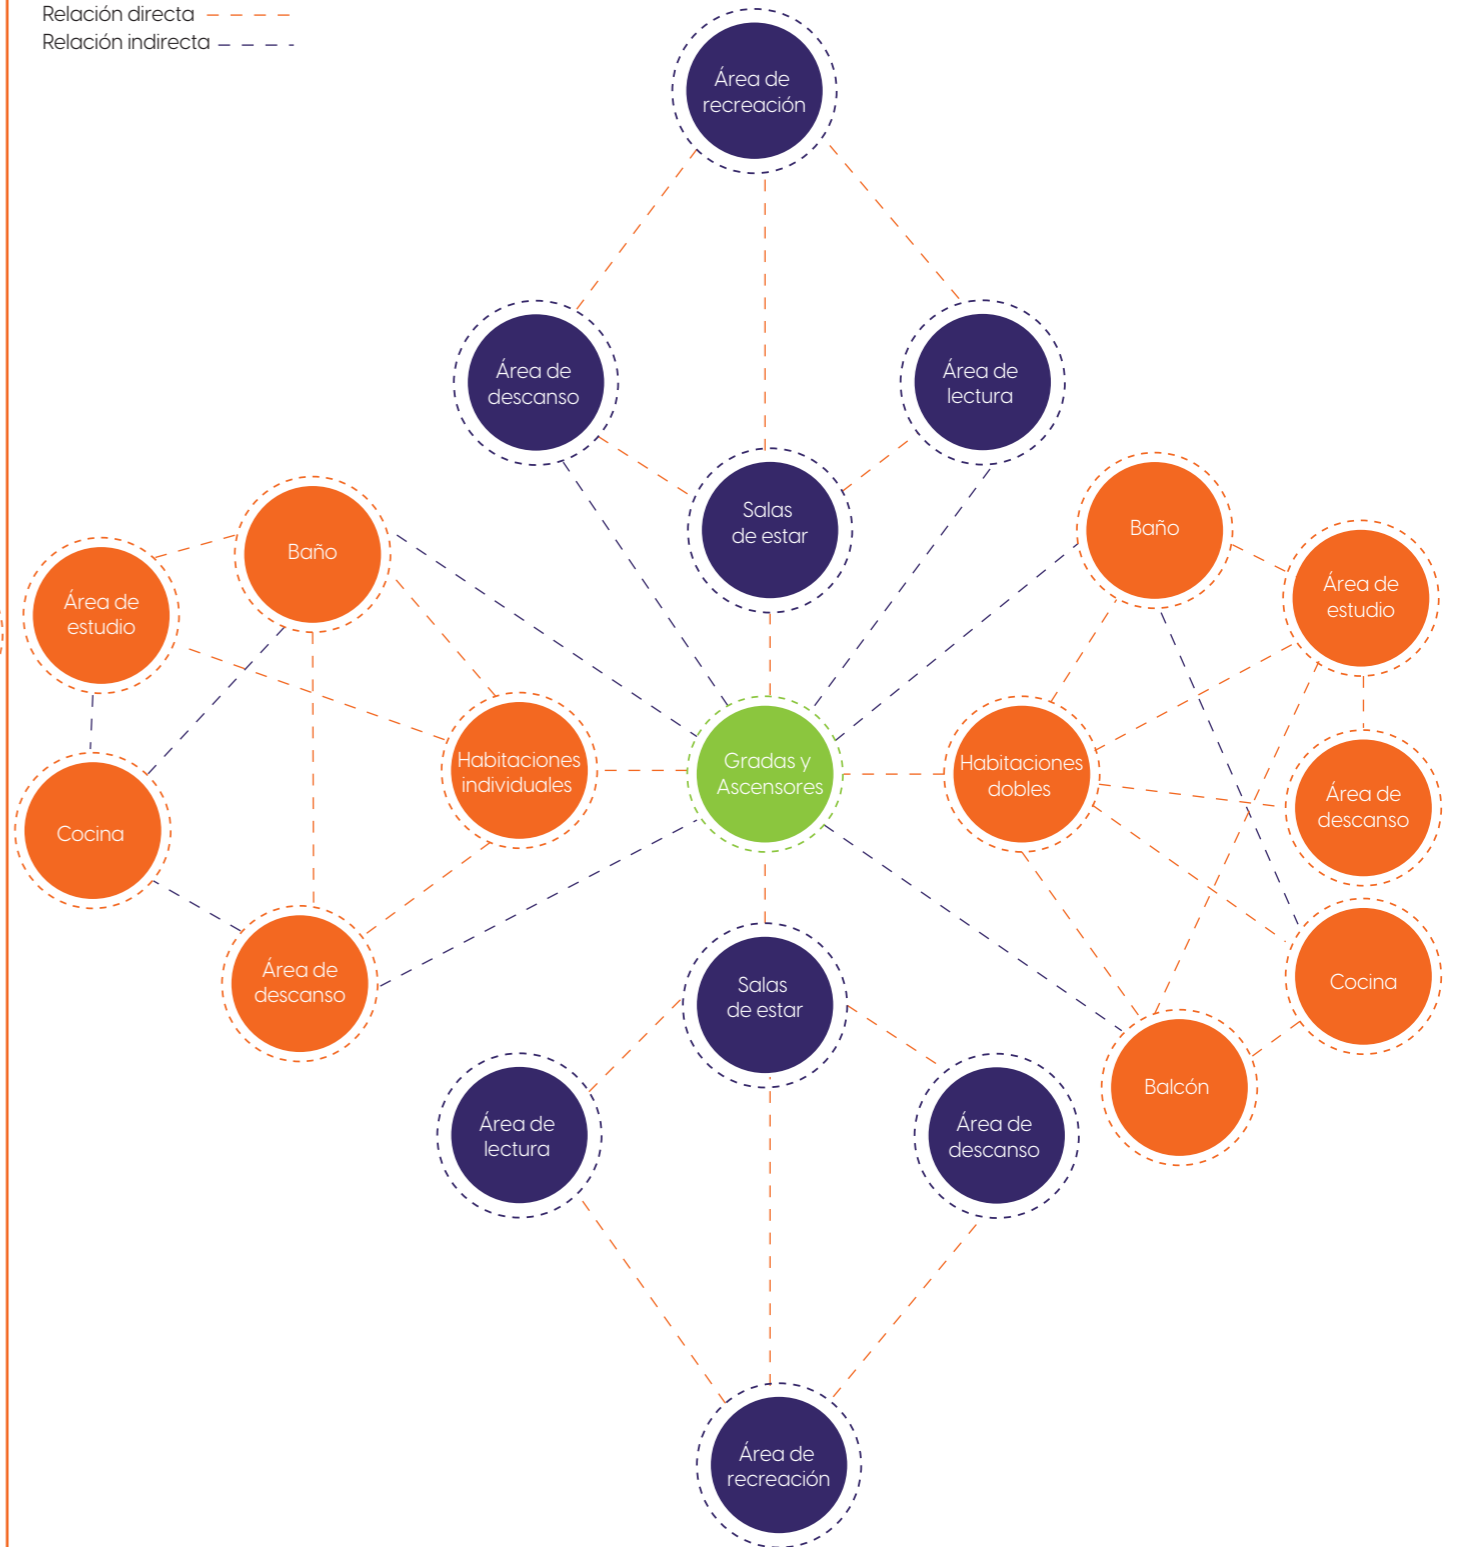 Relación directa
Relación indirecta
Área de
recreación
Área de
descanso
Área de
lectura
Salas
de estar
Baño
Baño
Área de
estudio
Área de
estudio
Habitaciones
individuales
Gradas y
Ascensores
Habitaciones
dobles
Área de
descanso
Cocina
Área de
descanso
Cocina
Salas
de estar
Balcón
Área de
lectura
Área de
descanso
Área de
recreación